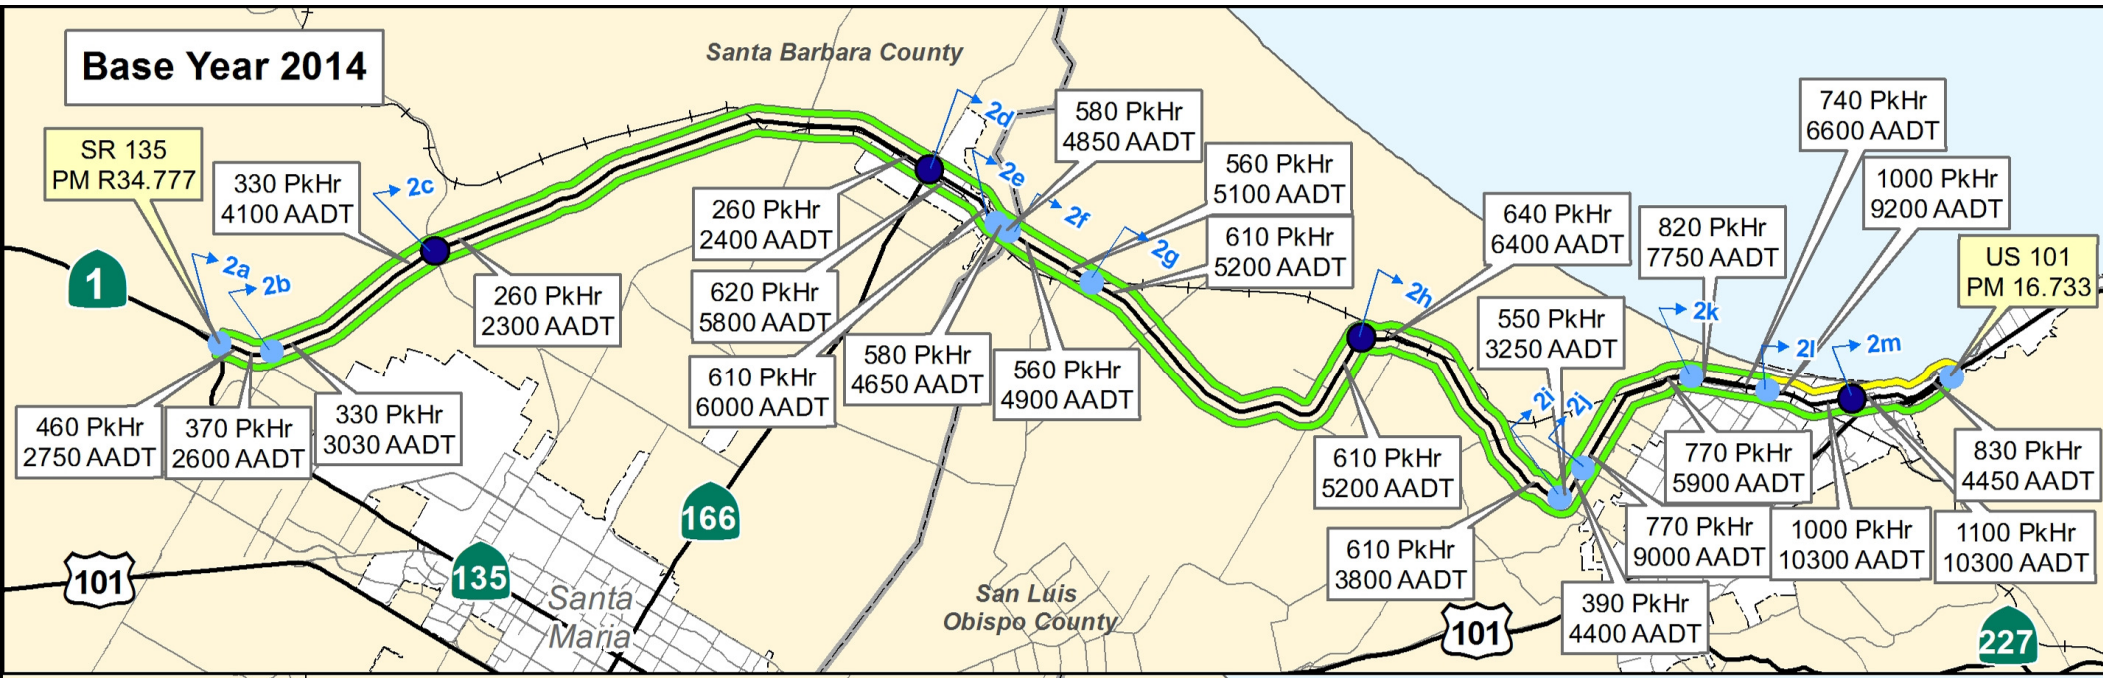 Base Year 2014
Santa Barbara County
SR 135
PM R34.777
330 PkHr
4100 AADT
2c
2d
2e
580 PkHr
4850 AADT
2f
560 PkHr
5100 AADT
2g
610 PkHr
5200 AADT
260 PkHr
2400 AADT
640 PkHr
6400 AADT
740 PkHr
6600 AADT
1000 PkHr
9200 AADT
820 PkHr
7750 AADT
US 101
PM 16.733
1
2a
2b
260 PkHr
2300 AADT
620 PkHr
5800 AADT
2h
550 PkHr
3250 AADT
2k
2l
2m
580 PkHr
4650 AADT
560 PkHr
4900 AADT
610 PkHr
6000 AADT
2i
2j
460 PkHr
2750 AADT
370 PkHr
2600 AADT
330 PkHr
3030 AADT
610 PkHr
5200 AADT
770 PkHr
5900 AADT
830 PkHr
4450 AADT
166
610 PkHr
3800 AADT
770 PkHr
9000 AADT
1000 PkHr
10300 AADT
1100 PkHr
10300 AADT
101
135
Santa
Maria
San Luis
Obispo County
390 PkHr
4400 AADT
101
227